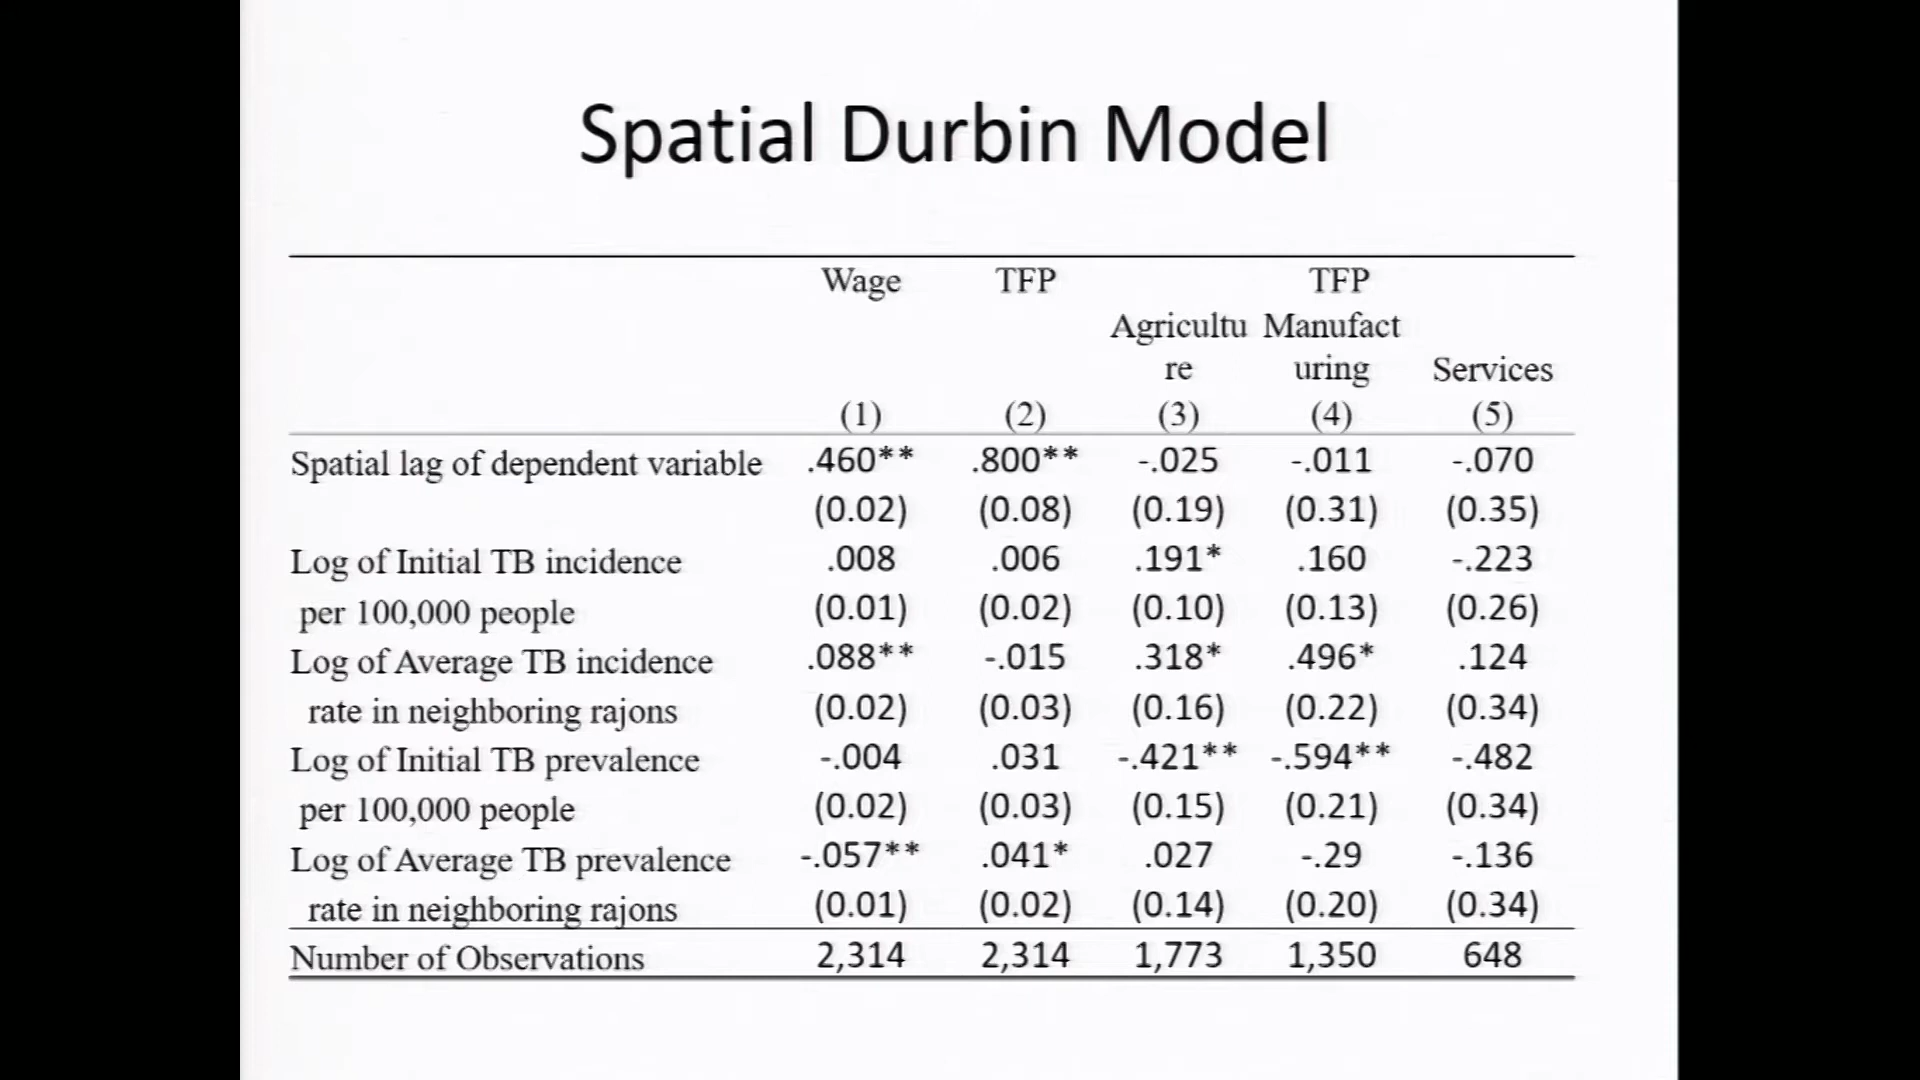 Spatial Durbin Model
Wage TFP TFP
Agricultu Manufact
re uring Services
(1) (2) (3) (4) (5)
Spatial lag of dependent variable .460** .800** -.025 -.011 -.070
(0.02) (0.08) (0.19) (0.31) (0.35)
Log of Initial TB incidence .008 .006 .191* .160 -.223
per 100,000 people (0.01) (0.02) (0.10) (0.13) (0.26)
Log of Average TB incidence .088** -.015 .318* .496* .124
rate in neighboring rajons (0.02) (0.03) (0.16) (0.22) (0.34)
Log of Initial TB prevalence -.004 .031 -.421** -.594** -.482
per 100,000 people (0.02) (0.03) (0.15) (0.21) (0.34)
Log of Average TB prevalence -.057** .041* .027 -.29 -.136
rate in neighboring rajons (0.01) (0.02) (0.14) (0.20) (0.34)
Number of Observations 2,314 2,314 1,773 1,350 648